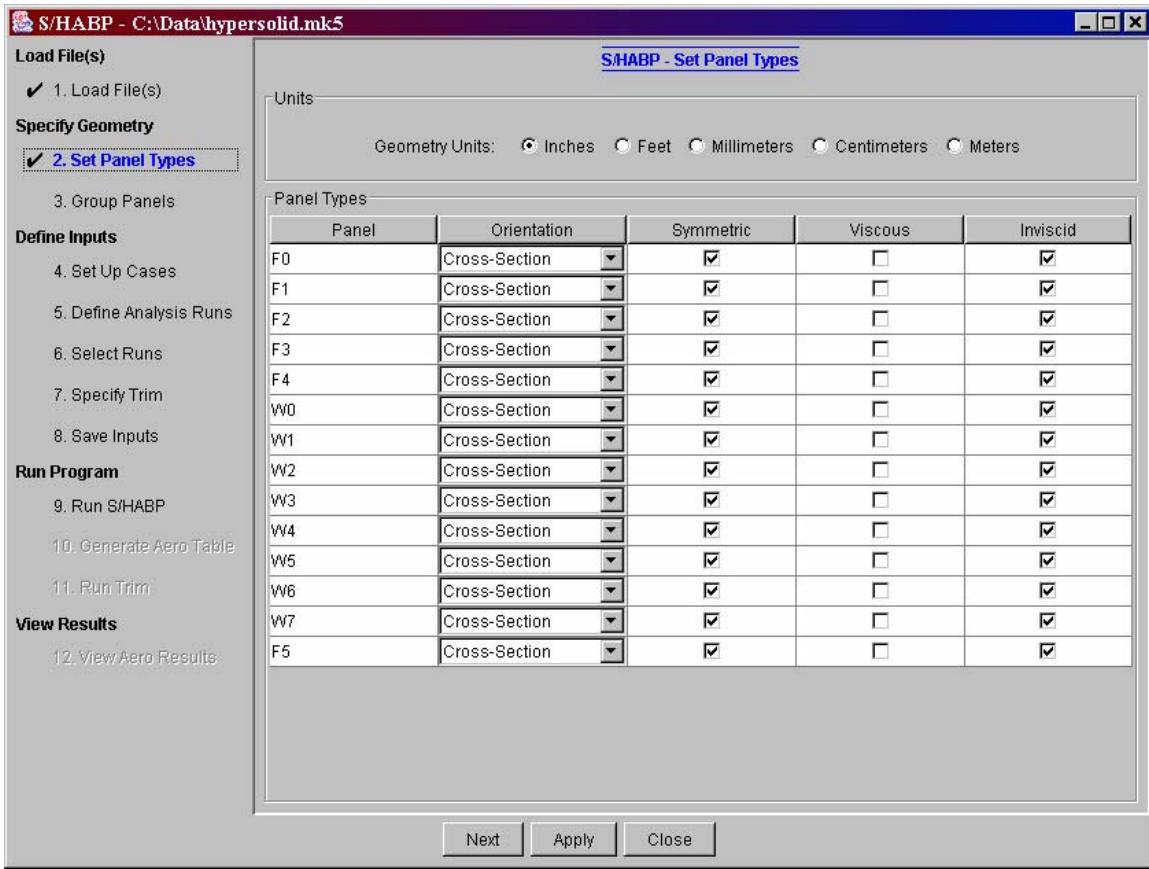 S/HABP - C:\Data\hypersolid.mk5
Load File(s)
1. Load File(s)
Specify Geometry
2. Set Panel Types
3. Group Panels
Define Inputs
4. Set Up Cases
5. Define Analysis Runs
6. Select Runs
7. Specify Trim
8. Save Inputs
Run Program
9. Run S/HABP
10. Generate Aero Table
11. Run Trim
View Results
12. View Aero Results
S/HABP - Set Panel Types
Units
Geometry Units: Inches Feet Millimeters Centimeters Meters
Panel Types
Panel Orientation Symmetric Viscous Inviscid
F0 Cross-Section
F1 Cross-Section
F2 Cross-Section
F3 Cross-Section
F4 Cross-Section
W0 Cross-Section
W1 Cross-Section
W2 Cross-Section
W3 Cross-Section
W4 Cross-Section
W5 Cross-Section
W6 Cross-Section
W7 Cross-Section
F5 Cross-Section
Next Apply Close